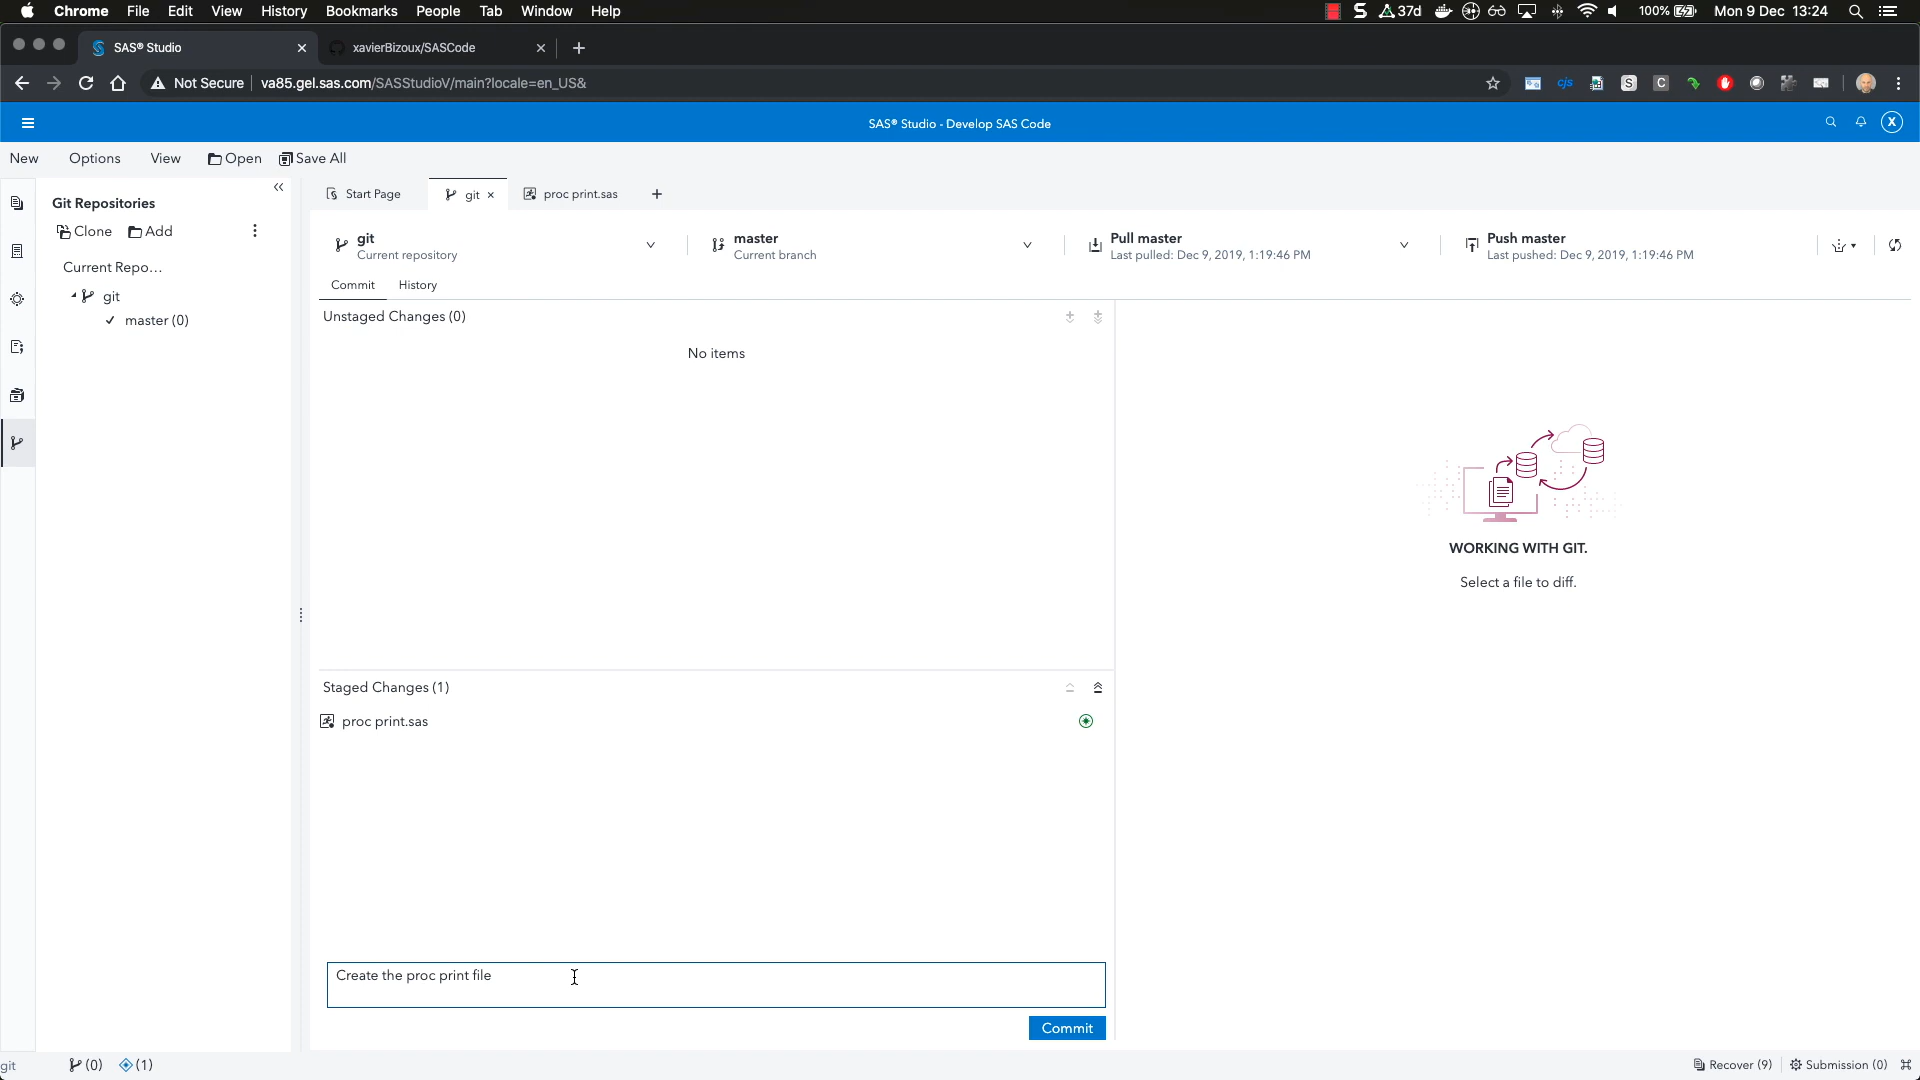 Chrome File Edit View History Bookmarks People Tab Window Help
37d 100% Mon 9 Dec 13:24
SAS® Studio
xavierBizoux/SASCode
Not Secure va85.gel.sas.com/SASStudioV/main?locale=en_US&
cjs S C
SAS® Studio - Develop SAS Code
X
New Options View Open Save All
Git Repositories
Clone Add
Current Repo...
git
master (0)
Start Page git proc print.sas
git
Current repository
master
Current branch
Pull master
Last pulled: Dec 9, 2019, 1:19:46 PM
Push master
Last pushed: Dec 9, 2019, 1:19:46 PM
Commit History
Unstaged Changes (0)
No items
WORKING WITH GIT.
Select a file to diff.
Staged Changes (1)
proc print.sas
Create the proc print file
Commit
git (0) (1)
Recover (9) Submission (0)